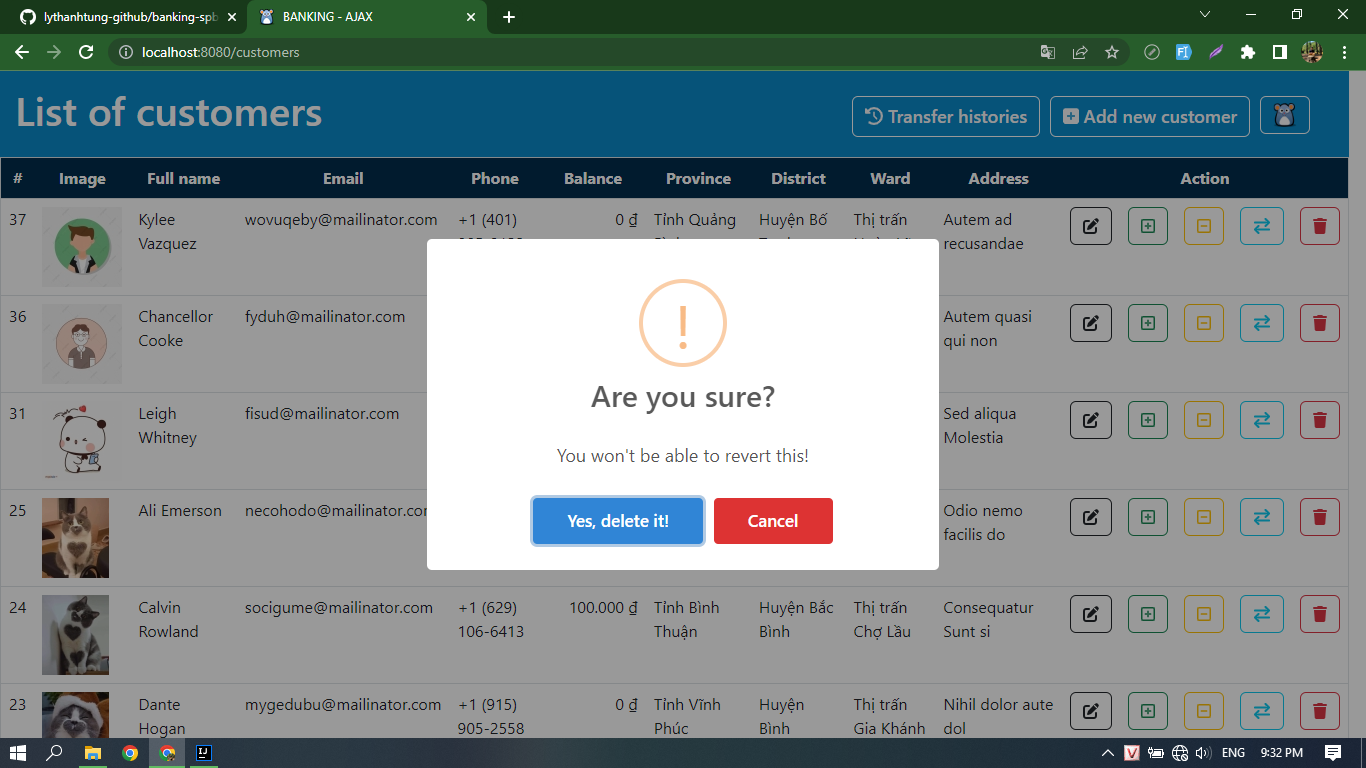 lythanhtung-github/banking-spb
BANKING - AJAX
localhost:8080/customers
List of customers
Transfer histories
Add new customer
# Image Full name Email Phone Balance Province District Ward Address Action
37 Kylee wovuqeby@mailinator.com +1 (401) 0 ₫ Tỉnh Quảng Huyện Bố Thị trấn Autem ad
Vazquez recusandae
36 Chancellor fyduh@mailinator.com Autem quasi
Cooke qui non
31 Leigh fisud@mailinator.com Sed aliqua
Whitney Molestia
25 Ali Emerson necohodo@mailinator.com Odio nemo
facilis do
24 Calvin socigume@mailinator.com +1 (629) 100.000 ₫ Tỉnh Bình Huyện Bắc Thị trấn Consequatur
Rowland 106-6413 Thuận Bình Chợ Lầu Sunt si
23 Dante mygedubu@mailinator.com +1 (915) 0 ₫ Tỉnh Vĩnh Huyện Thị trấn Nihil dolor aute
Hogan 905-2558 Phúc Bình Gia Khánh dol
!
Are you sure?
You won't be able to revert this!
Yes, delete it!
Cancel
ENG
9:32 PM